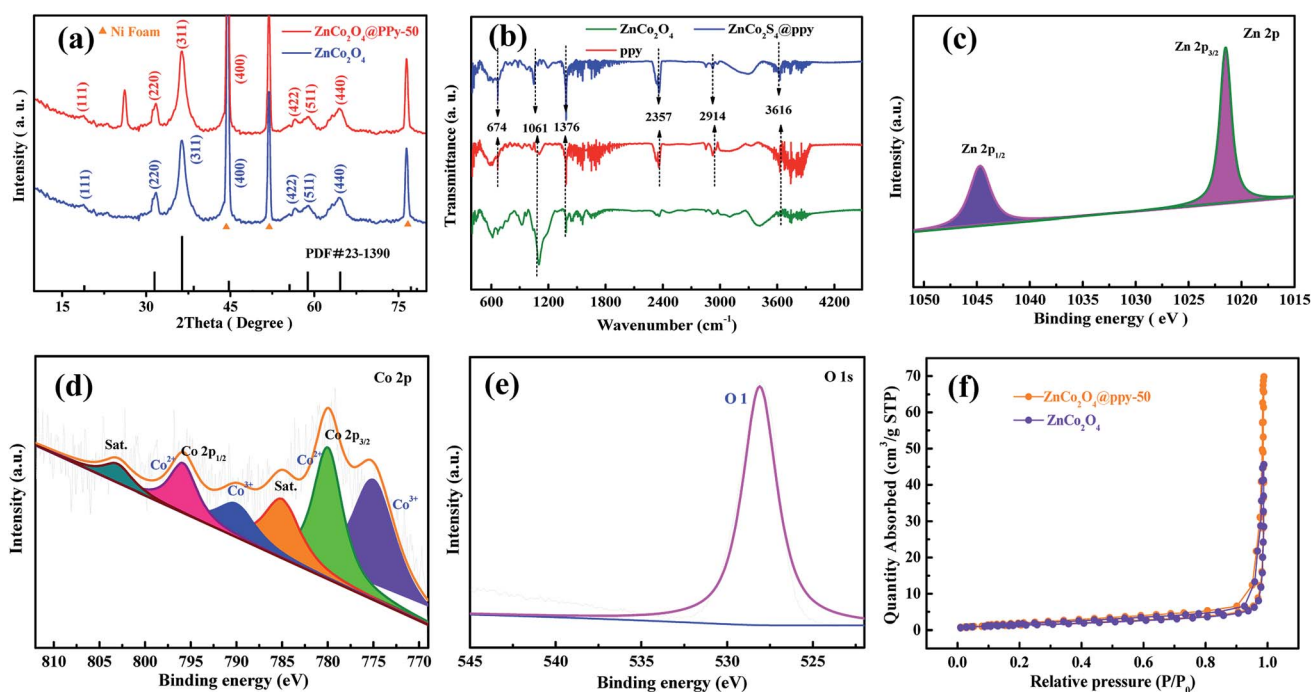 (a)
▲ Ni Foam
ZnCo₂O₄@PPy-50
ZnCo₂O₄
(111)
(220)
(311)
(400)
(422)
(511)
(440)
(111)
(220)
(311)
(400)
(422)
(511)
(440)
PDF#23-1390
Intensity ( a. u. )
15 30 45 59 64 75
2Theta ( Degree )
(b)
ZnCo₂O₄
ZnCo₂S₄@ppy
ppy
674 1061 1376 2357 2914 3616
Transmittance (a. u.)
400 1200 2000 2800 3600 4400
Wavenumber (cm⁻¹)
(c)
Zn 2p
Zn 2p₃/₂
Zn 2p₁/₂
Intensity (a.u.)
1050 1045 1040 1035 1030 1025 1020 1015
Binding energy ( eV )
(d)
Co 2p
Sat.
Co²⁺
Co 2p₁/₂
Co³⁺
Sat.
Co²⁺
Co 2p₃/₂
Co³⁺
Intensity (a.u.)
810 805 800 795 790 785 780 775 770
Binding energy (eV)
(e)
O 1s
O 1
Intensity (a.u.)
545 540 535 530 525
Binding energy (eV)
(f)
ZnCo₂O₄@ppy-50
ZnCo₂O₄
Quantity Absorbed (cm³/g STP)
70
60
50
40
30
20
10
0
0.0 0.2 0.4 0.6 0.8 1.0
Relative pressure (P/P₀)